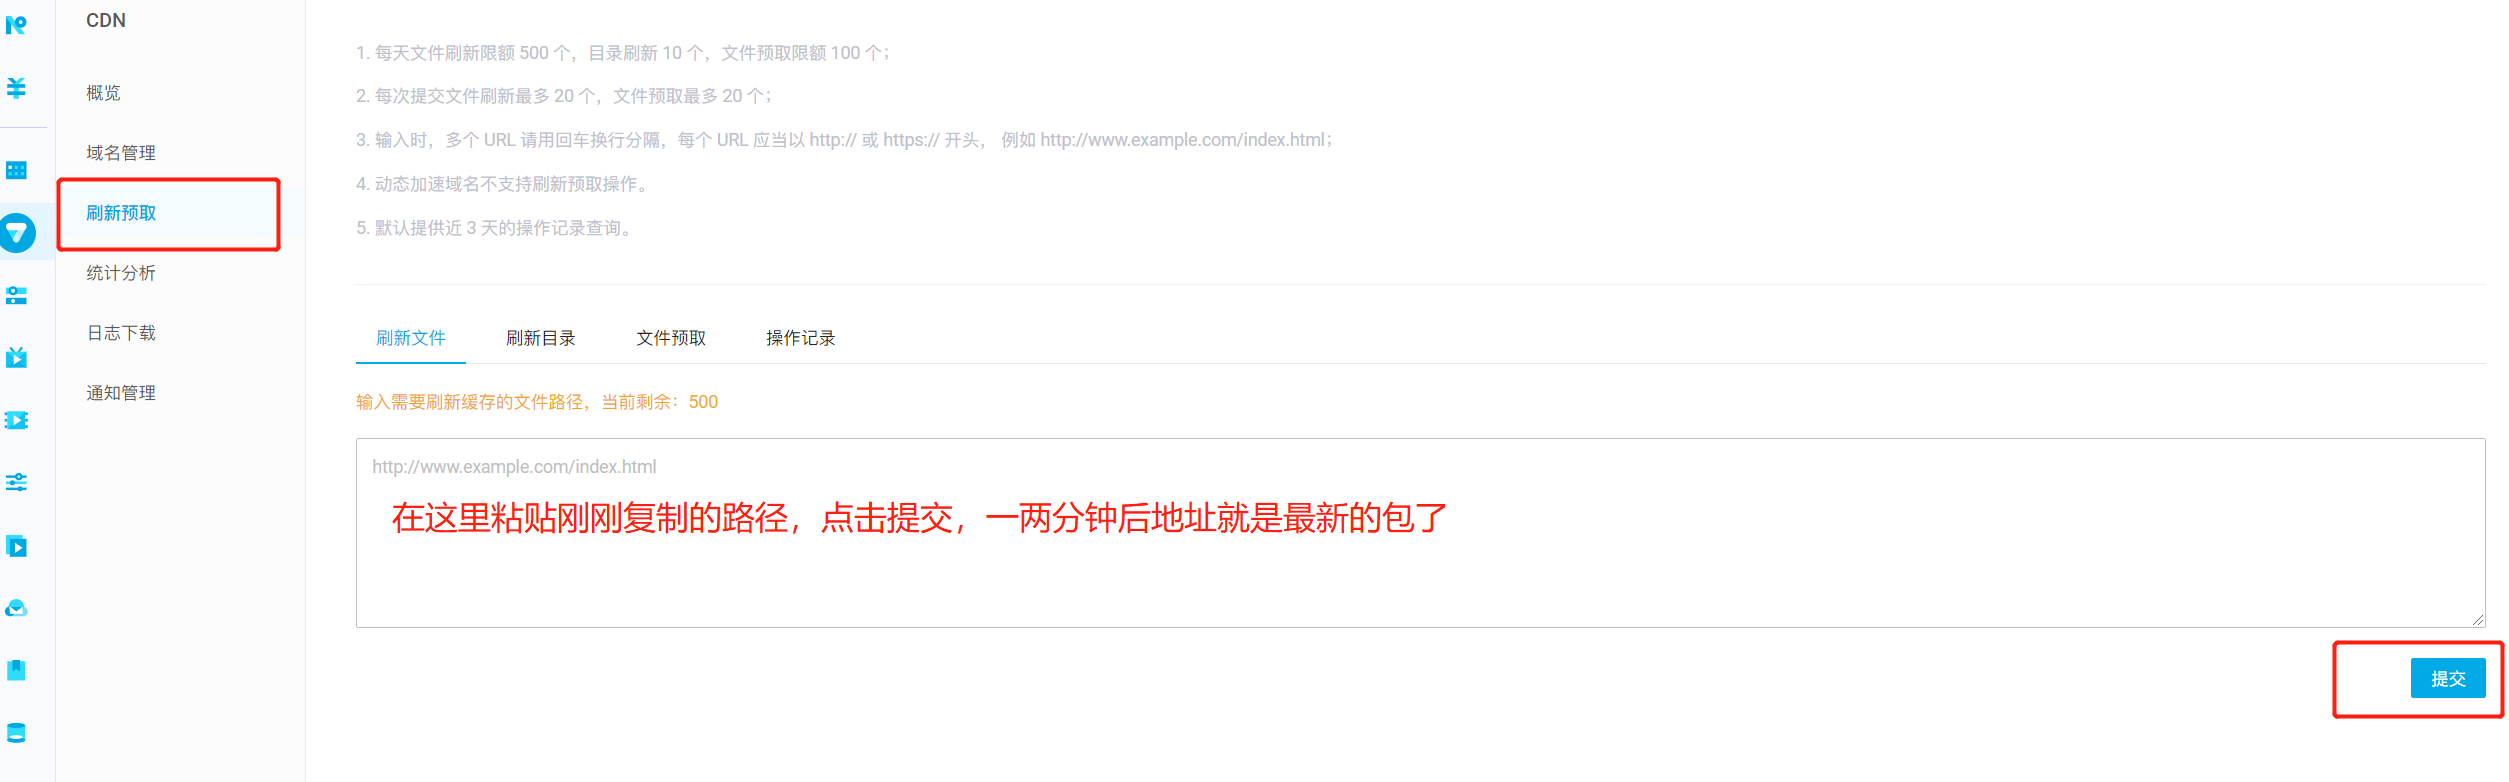 CDN
概览
域名管理
刷新预取
统计分析
日志下载
通知管理
1. 每天文件刷新限额 500 个，目录刷新 10 个，文件预取限额 100 个；
2. 每次提交文件刷新最多 20 个，文件预取最多 20 个；
3. 输入时，多个 URL 请用回车换行分隔，每个 URL 应当以 http:// 或 https:// 开头， 例如 http://www.example.com/index.html；
4. 动态加速域名不支持刷新预取操作。
5. 默认提供近 3 天的操作记录查询。
刷新文件 刷新目录 文件预取 操作记录
输入需要刷新缓存的文件路径，当前剩余：500
http://www.example.com/index.html
在这里粘贴刚刚复制的路径，点击提交，一两分钟后地址就是最新的包了
提交